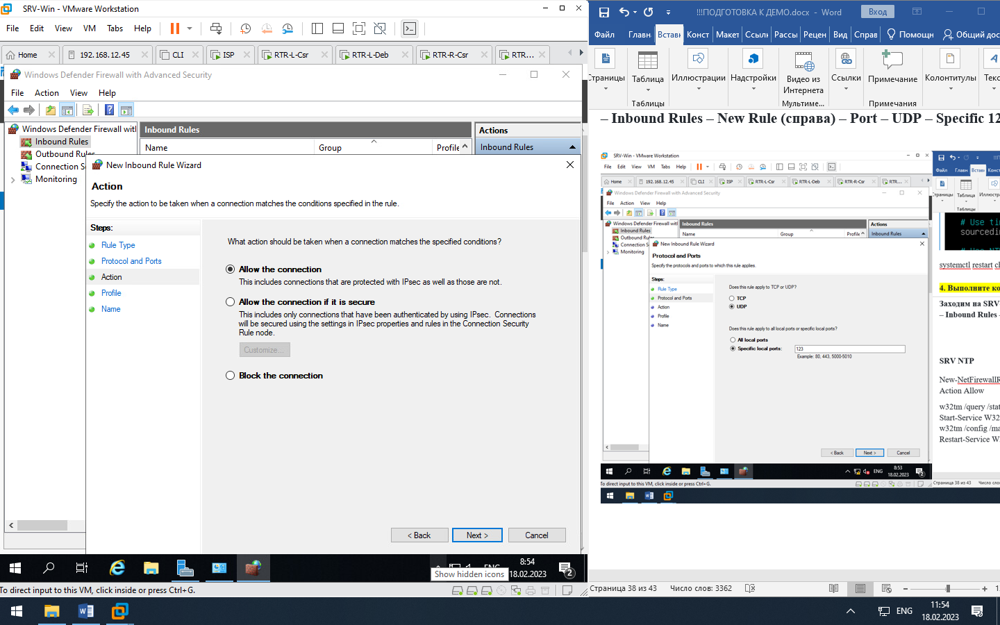 SRV-Win - VMware Workstation
File Edit View VM Tabs Help
Home 192.168.12.45 CLI ISP RTR-L-Csr RTR-L-Deb RTR-R-Csr RTR...
Windows Defender Firewall with Advanced Security
File Action View Help
Windows Defender Firewall with
Inbound Rules
Outbound Rules
Connection S
Monitoring
Inbound Rules
Name Group Profile
Actions
Inbound Rules
New Inbound Rule Wizard
Action
Specify the action to be taken when a connection matches the conditions specified in the rule.
Steps:
Rule Type
Protocol and Ports
Action
Profile
Name
What action should be taken when a connection matches the specified conditions?
Allow the connection
This includes connections that are protected with IPsec as well as those are not.
Allow the connection if it is secure
This includes only connections that have been authenticated by using IPsec. Connections
will be secured using the settings in IPsec properties and rules in the Connection Security
Rule node.
Customize...
Block the connection
< Back Next > Cancel
ENG
8:54
18.02.2023
2
Show hidden icons
To direct input to this VM, click inside or press Ctrl+G.
!!!ПОДГОТОВКА К ДЕМО.docx - Word Вход
Файл Главн Встави Конст Макет Ссыл Рассы Рецен Вид Справ Помощн Общий дос
Страницы Таблица Иллюстрации Надстройки Видео из Интернета Ссылки Примечание Колонтитулы Текс
Таблицы Мультиме... Примечания
– Inbound Rules – New Rule (справа) – Port – UDP – Specific 12
SRV-Win - VMware Workstation
File Edit View VM Tabs Help
Home 192.168.12.45 CLI ISP RTR-L-Csr RTR-L-Deb RTR-R-Csr RTR...
Windows Defender Firewall with Advanced Security
File Action View Help
Windows Defender Firewall with
Inbound Rules
Outbound Rules
Connection S
Monitoring
Inbound Rules
Name Group Profile
Actions
Inbound Rules
New Inbound Rule Wizard
Protocol and Ports
Specify the protocols and ports to which this rule applies.
Steps:
Rule Type
Protocol and Ports
Action
Profile
Name
Does this rule apply to TCP or UDP?
TCP
UDP
Does this rule apply to all local ports or specific local ports?
All local ports
Specific local ports: 123
Example: 80, 443, 5000-5010
< Back Next > Cancel
ENG
8:53
18.02.2023
2
To direct input to this VM, click inside or press Ctrl+G.
Файл Главн Встави Конст
Страницы Таблица Иллюстра
Таблицы
# Use ti
sourcedi
systemctl restart cl
4. Выполните ко
Заходим на SRV
– Inbound Rules -
SRV NTP
New-NetFirewallR
Action Allow
w32tm /query /stat
Start-Service W32
w32tm /config /ma
Restart-Service W
Страница 38 из 43 Число слов:
Страница 38 из 43 Число слов: 3362
ENG
11:54
18.02.2023